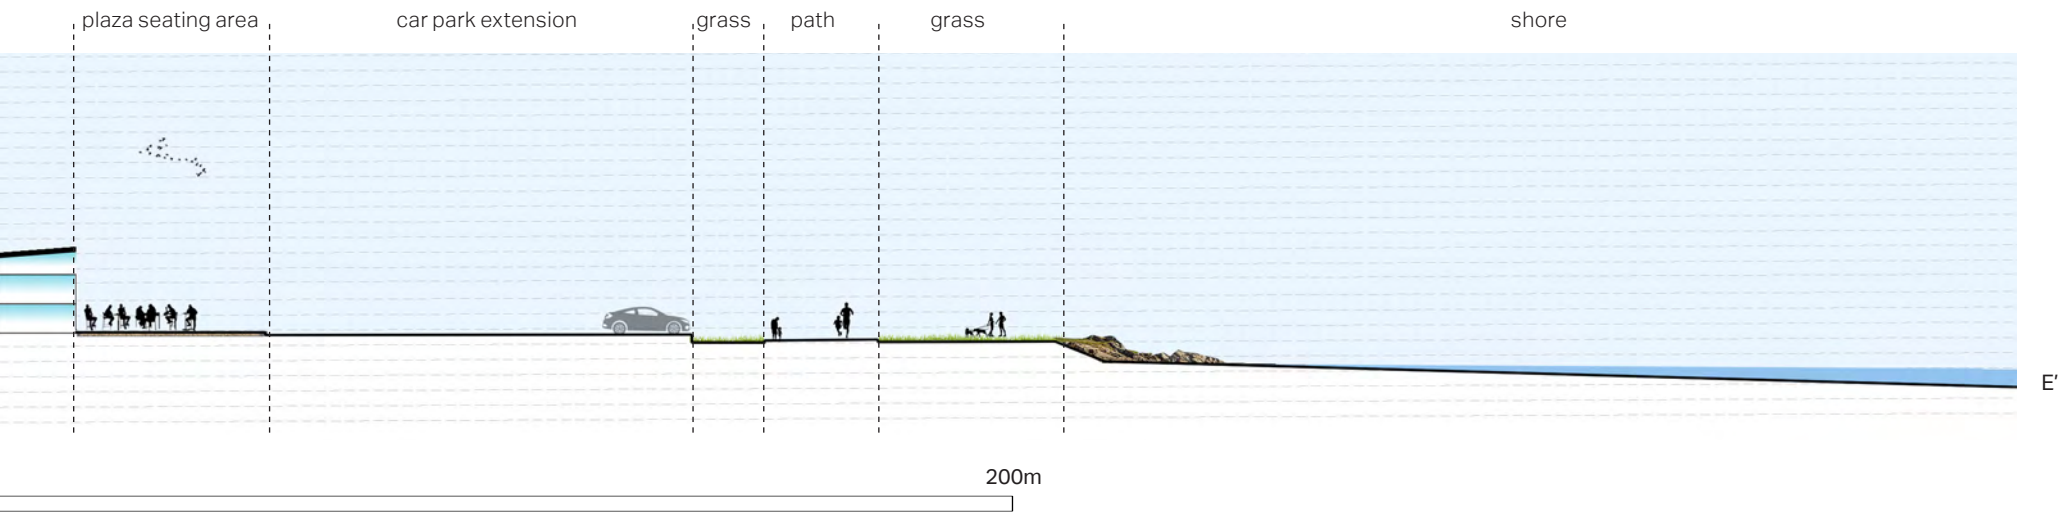 plaza seating area
car park extension
grass
path
grass
shore
E'
200m